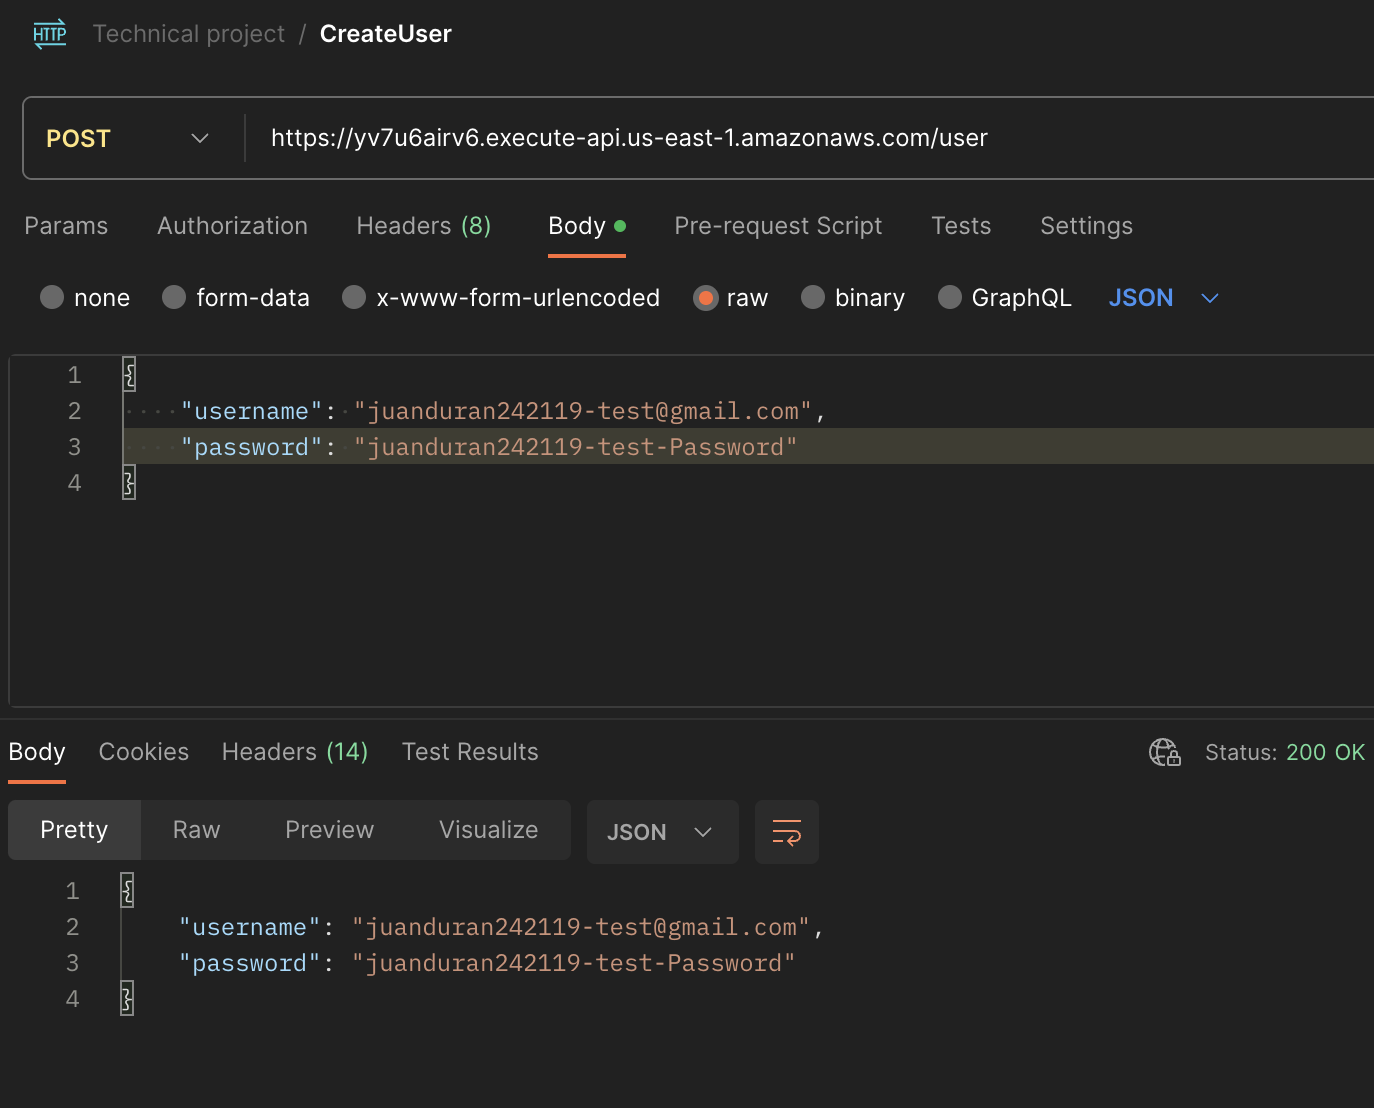 HTTP Technical project / CreateUser
POST https://yv7u6airv6.execute-api.us-east-1.amazonaws.com/user
Params Authorization Headers (8) Body Pre-request Script Tests Settings
none form-data x-www-form-urlencoded raw binary GraphQL JSON
1 {
2 "username": "juanduran242119-test@gmail.com",
3 "password": "juanduran242119-test-Password"
4 }
Body Cookies Headers (14) Test Results Status: 200 OK
Pretty Raw Preview Visualize JSON
1 {
2 "username": "juanduran242119-test@gmail.com",
3 "password": "juanduran242119-test-Password"
4 }